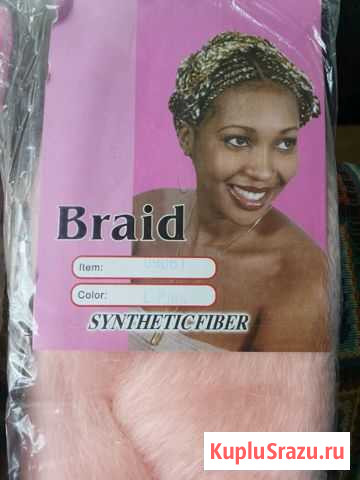 Braid
Item:
Color:
SYNTHETICFIBER
KupluSrazu.ru